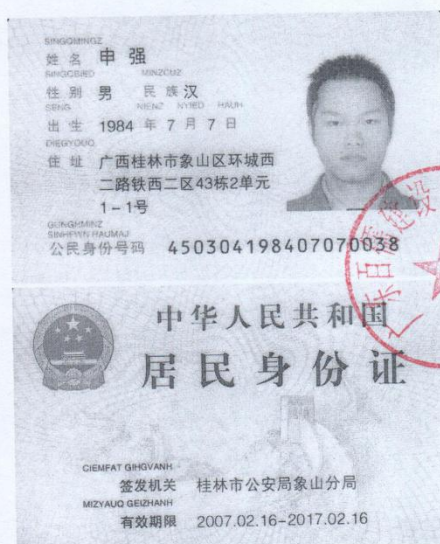 SINGQMINGZ
姓 名 申 强
SINGQBIED MINZCUZ
性 别 男 民 族 汉
SENG NIENZ NYIED HAUH
出 生 1984 年 7 月 7 日
DIEGYOUQ
住 址 广西桂林市象山区环城西
二路铁西二区43栋2单元
1-1号
GUNGHMINZ
SINHFWN HAUMAJ
公民身份号码 450304198407070038
中华人民共和国
居民身份证
CIEMFAT GIHGVANH
签发机关 桂林市公安局象山分局
MIZYAUQ GEIZHANH
有效期限 2007.02.16-2017.02.16